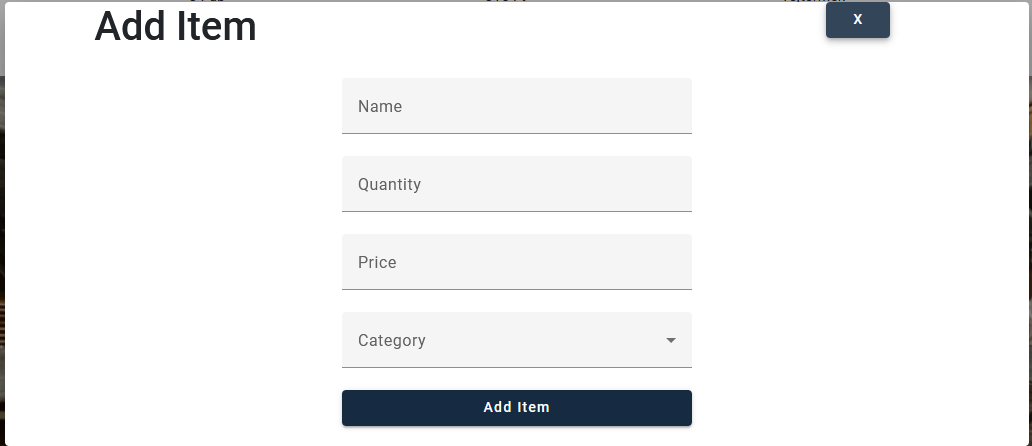 Add Item
X
Name
Quantity
Price
Category
Add Item